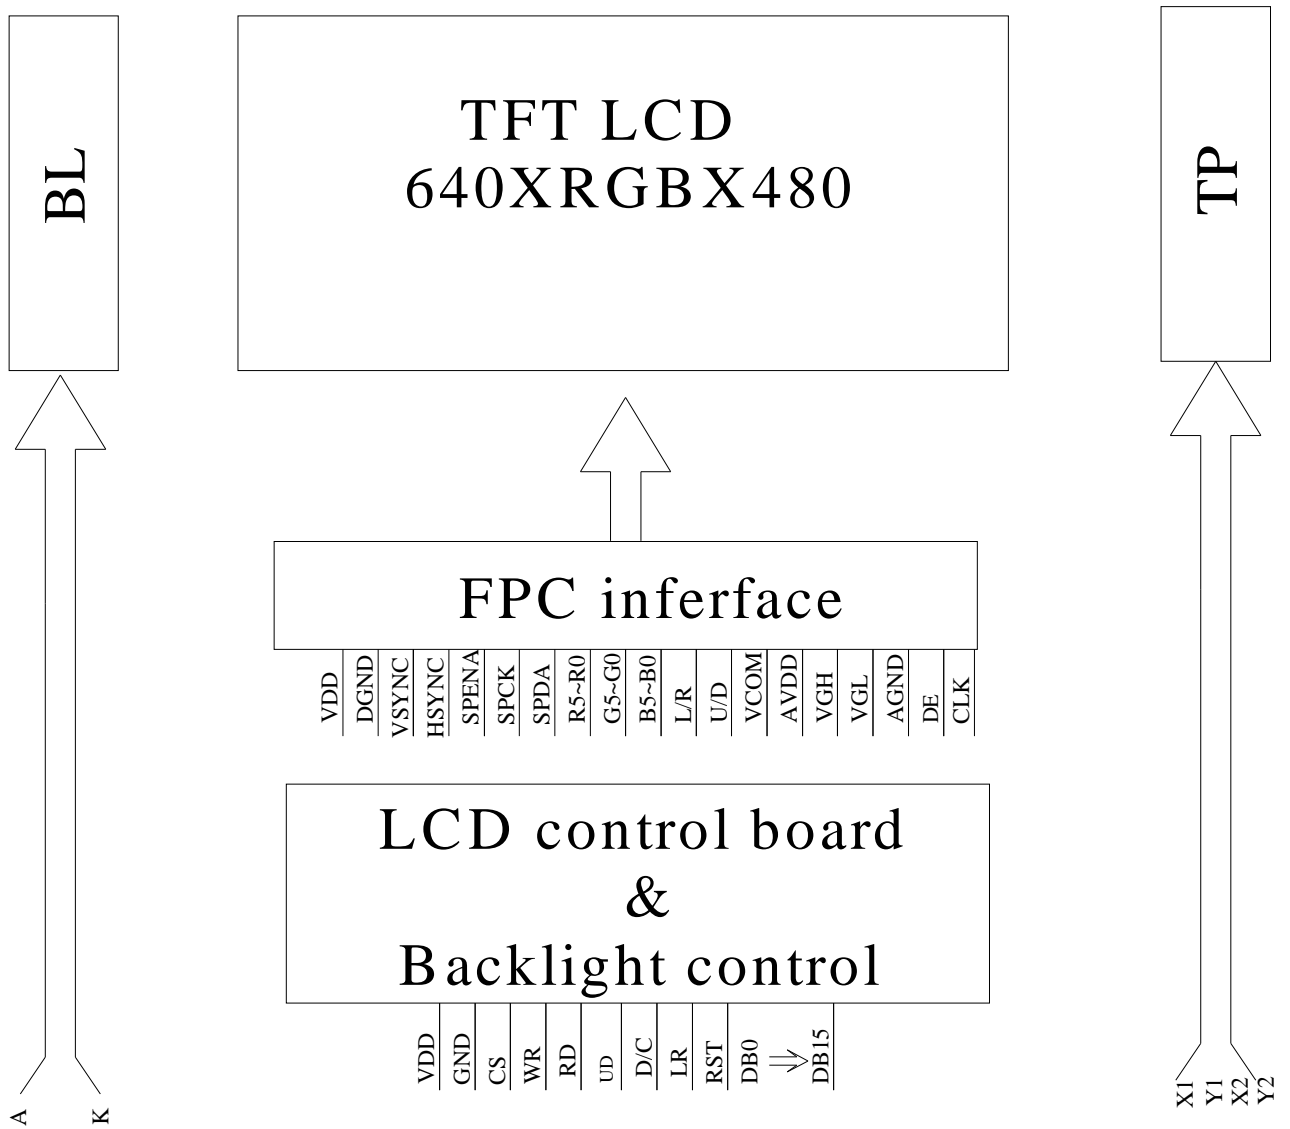 BL
TFT LCD
640XRGBX480
TP
FPC inferface
VDD
DGND
VSYNC
HSYNC
SPENA
SPCK
SPDA
R5~R0
G5~G0
B5~B0
L/R
U/D
VCOM
AVDD
VGH
VGL
AGND
DE
CLK
LCD control board
&
Backlight control
VDD
GND
CS
WR
RD
UD
D/C
LR
RST
DB0
DB15
A
K
X1
Y1
X2
Y2